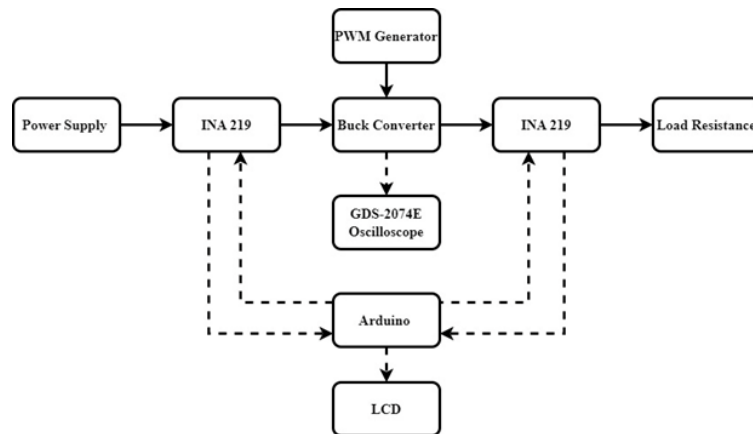 PWM Generator
Power Supply
INA 219
Buck Converter
INA 219
Load Resistance
GDS-2074E
Oscilloscope
Arduino
LCD